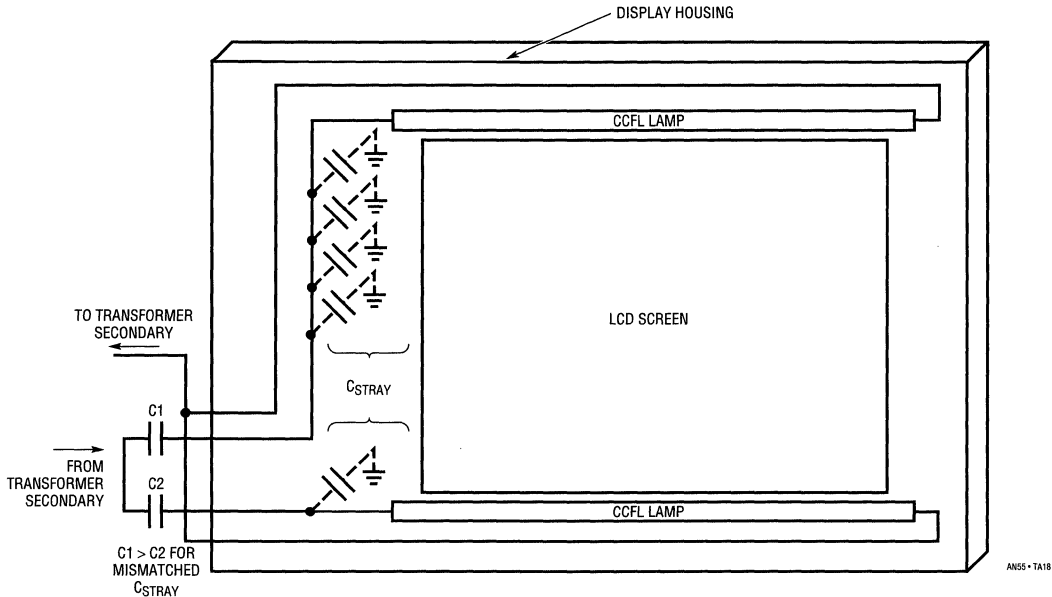 DISPLAY HOUSING
CCFL LAMP
LCD SCREEN
TO TRANSFORMER
SECONDARY
CSTRAY
C1
FROM
TRANSFORMER
SECONDARY
C2
CCFL LAMP
C1 > C2 FOR
MISMATCHED
CSTRAY
AN55 • TA18